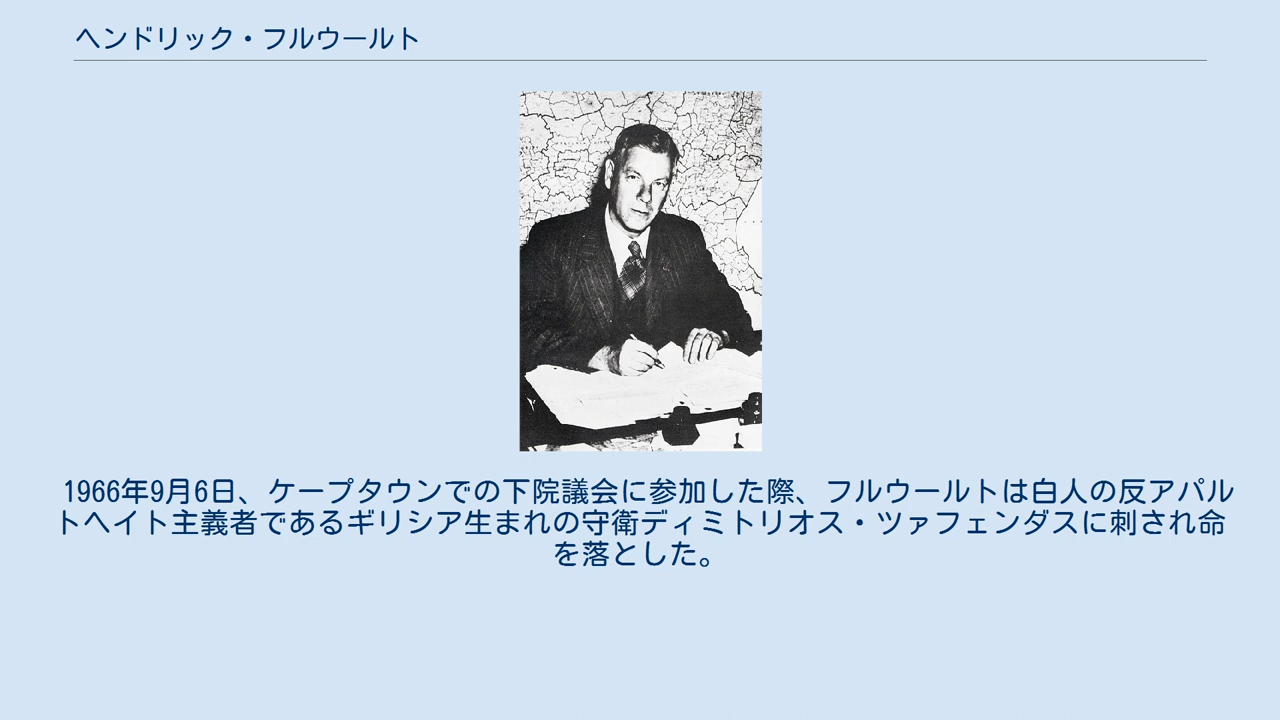 ヘンドリック・フルウールト
1966年9月6日、ケープタウンでの下院議会に参加した際、フルウールトは白人の反アパル
トヘイト主義者であるギリシア生まれの守衛ディミトリオス・ツァフェンダスに刺され命
を落とした。